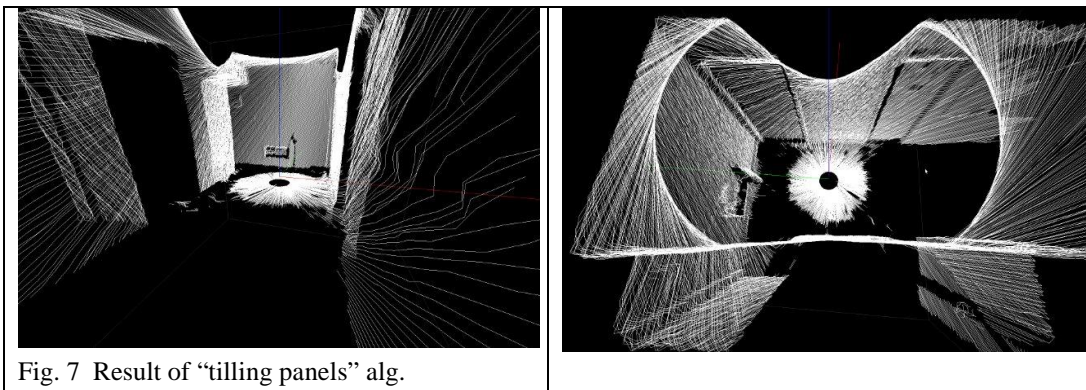 Fig. 7  Result of “tilling panels” alg.